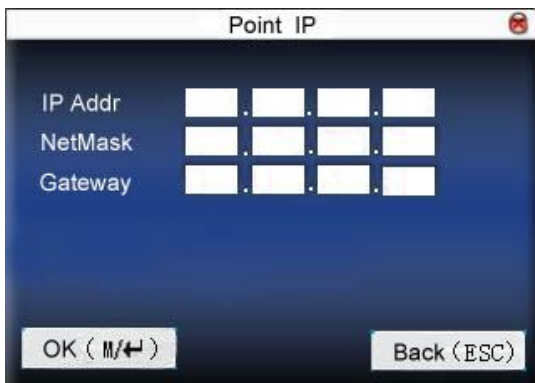 Point IP
IP Addr . . .
NetMask . . .
Gateway . . .
OK ( M/↵ ) Back (ESC)